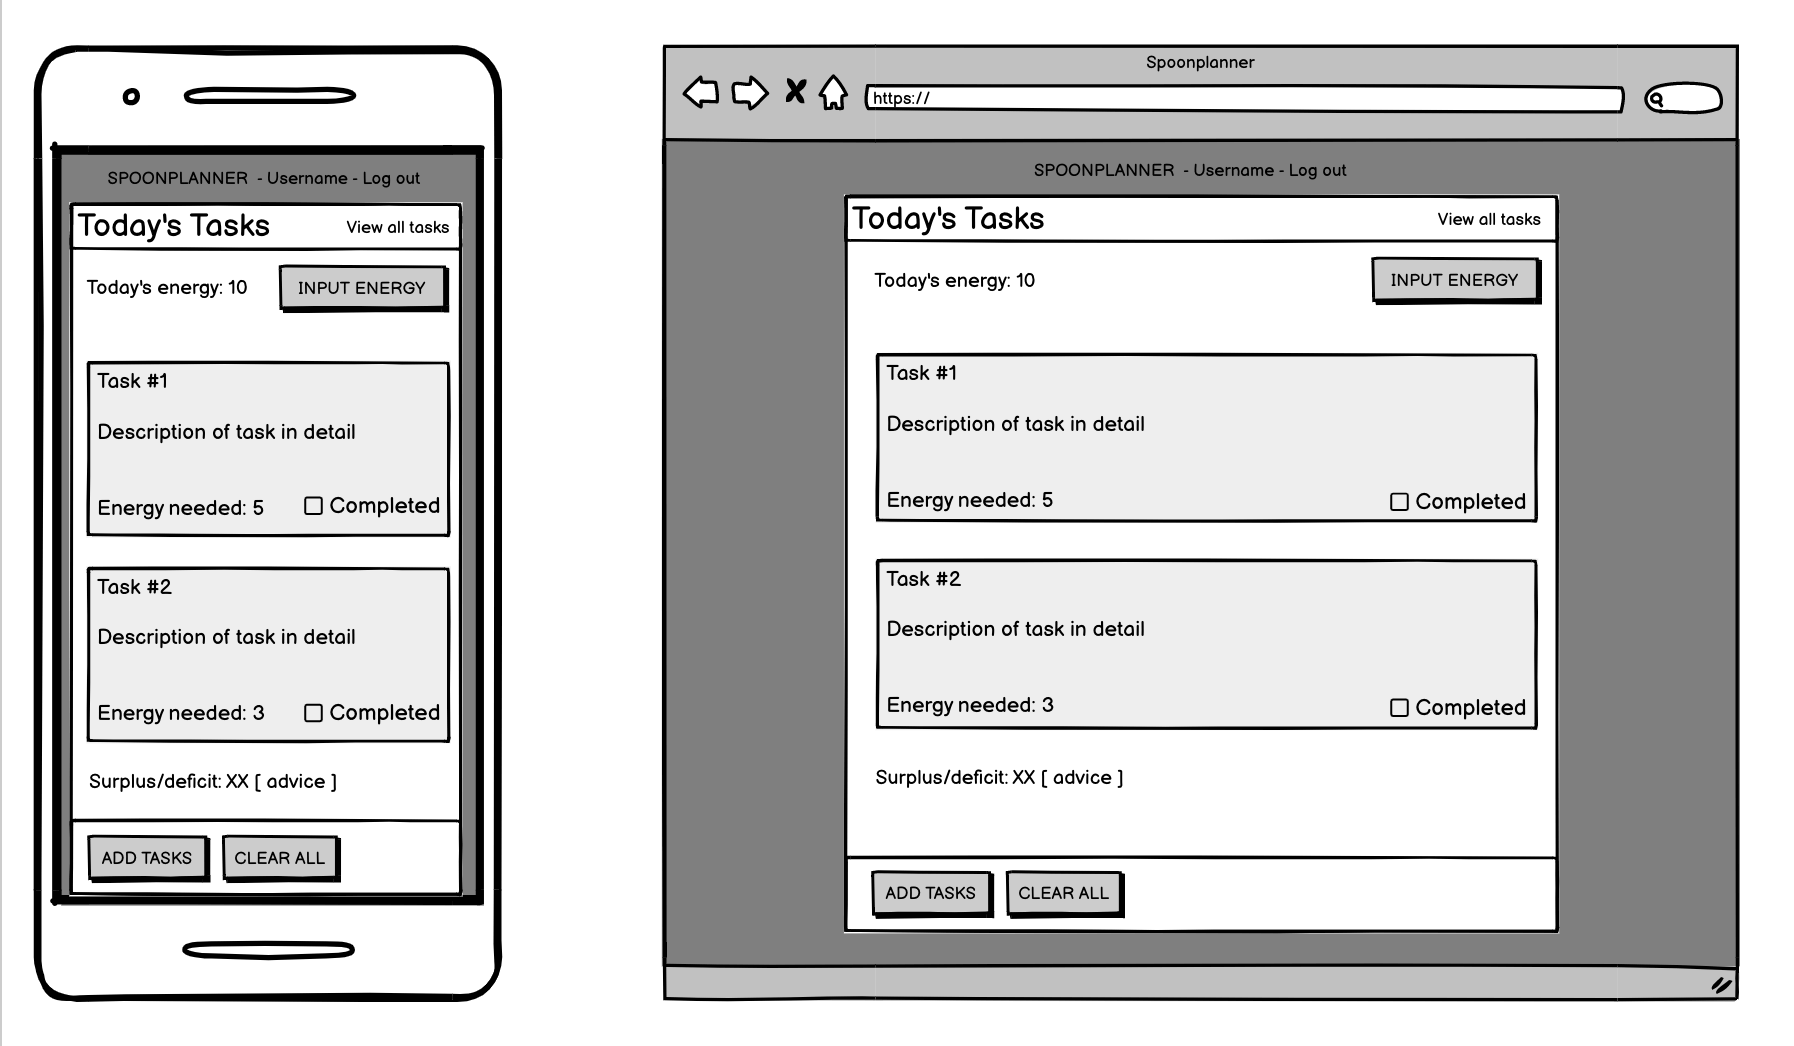 SPOONPLANNER - Username - Log out
Today's Tasks
View all tasks
Today's energy: 10
INPUT ENERGY
Task #1
Description of task in detail
Energy needed: 5
Completed
Task #2
Description of task in detail
Energy needed: 3
Completed
Surplus/deficit: XX [ advice ]
ADD TASKS
CLEAR ALL
Spoonplanner
https://
SPOONPLANNER - Username - Log out
Today's Tasks
View all tasks
Today's energy: 10
INPUT ENERGY
Task #1
Description of task in detail
Energy needed: 5
Completed
Task #2
Description of task in detail
Energy needed: 3
Completed
Surplus/deficit: XX [ advice ]
ADD TASKS
CLEAR ALL